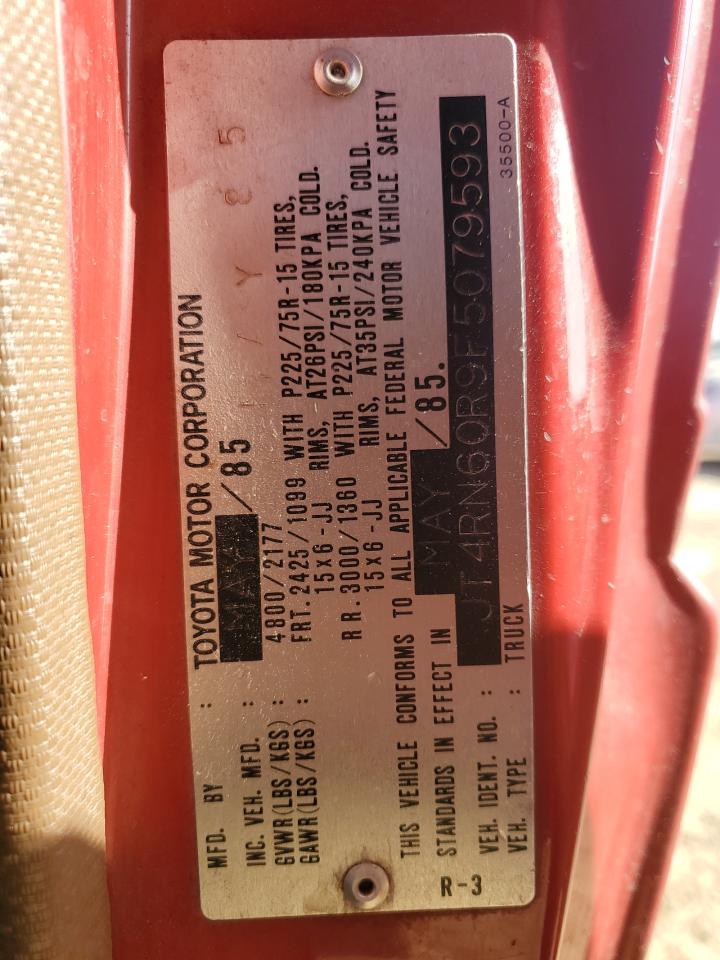 MAY 85
MFD. BY : TOYOTA MOTOR CORPORATION
INC. VEH. MFD. : MAY /85
GVWR(LBS/KGS) : 4800/2177
GAWR(LBS/KGS) : FRT.2425/1099 WITH P225/75R-15 TIRES,
15x6-JJ RIMS, AT26PSI/180KPA COLD.
RR.3000/1360 WITH P225/75R-15 TIRES,
15x6-JJ RIMS, AT35PSI/240KPA COLD.
THIS VEHICLE CONFORMS TO ALL APPLICABLE FEDERAL MOTOR VEHICLE SAFETY
STANDARDS IN EFFECT IN MAY /85.
VEH. IDENT. NO. : JT4RN60R9F5079593
VEH. TYPE : TRUCK
R-3
35500-A